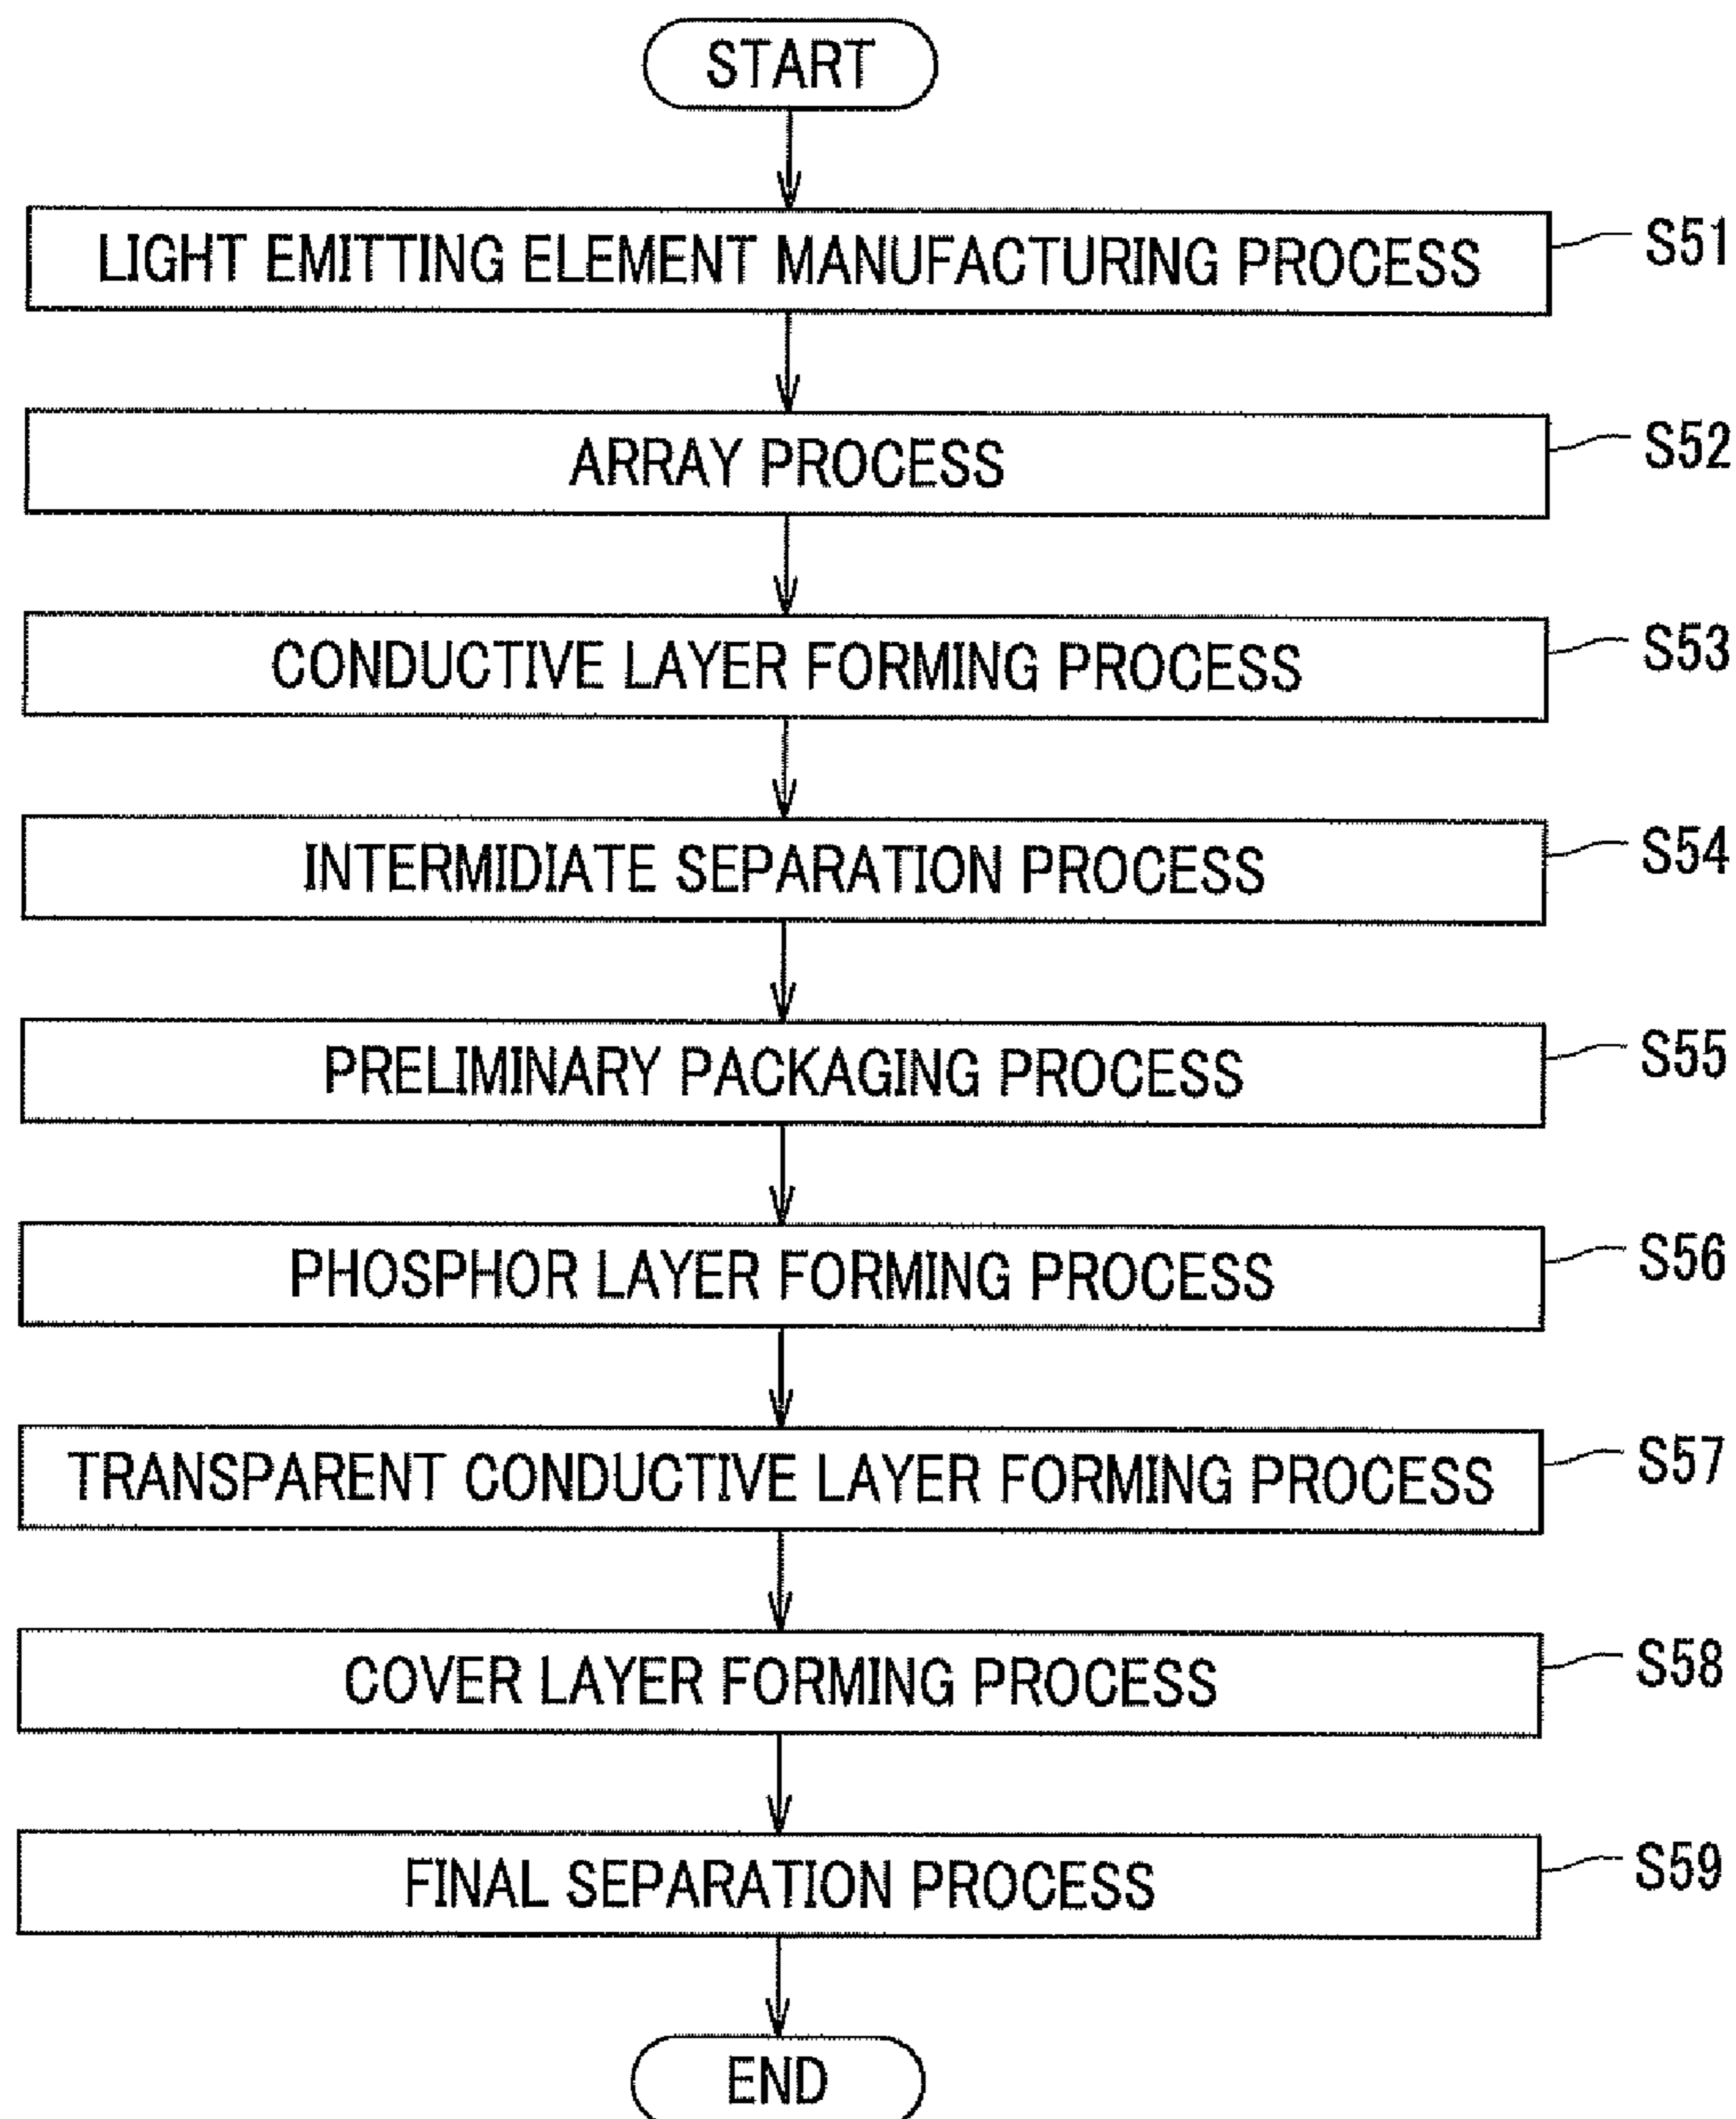 START
LIGHT EMITTING ELEMENT MANUFACTURING PROCESS S51
ARRAY PROCESS S52
CONDUCTIVE LAYER FORMING PROCESS S53
INTERMIDIATE SEPARATION PROCESS S54
PRELIMINARY PACKAGING PROCESS S55
PHOSPHOR LAYER FORMING PROCESS S56
TRANSPARENT CONDUCTIVE LAYER FORMING PROCESS S57
COVER LAYER FORMING PROCESS S58
FINAL SEPARATION PROCESS S59
END